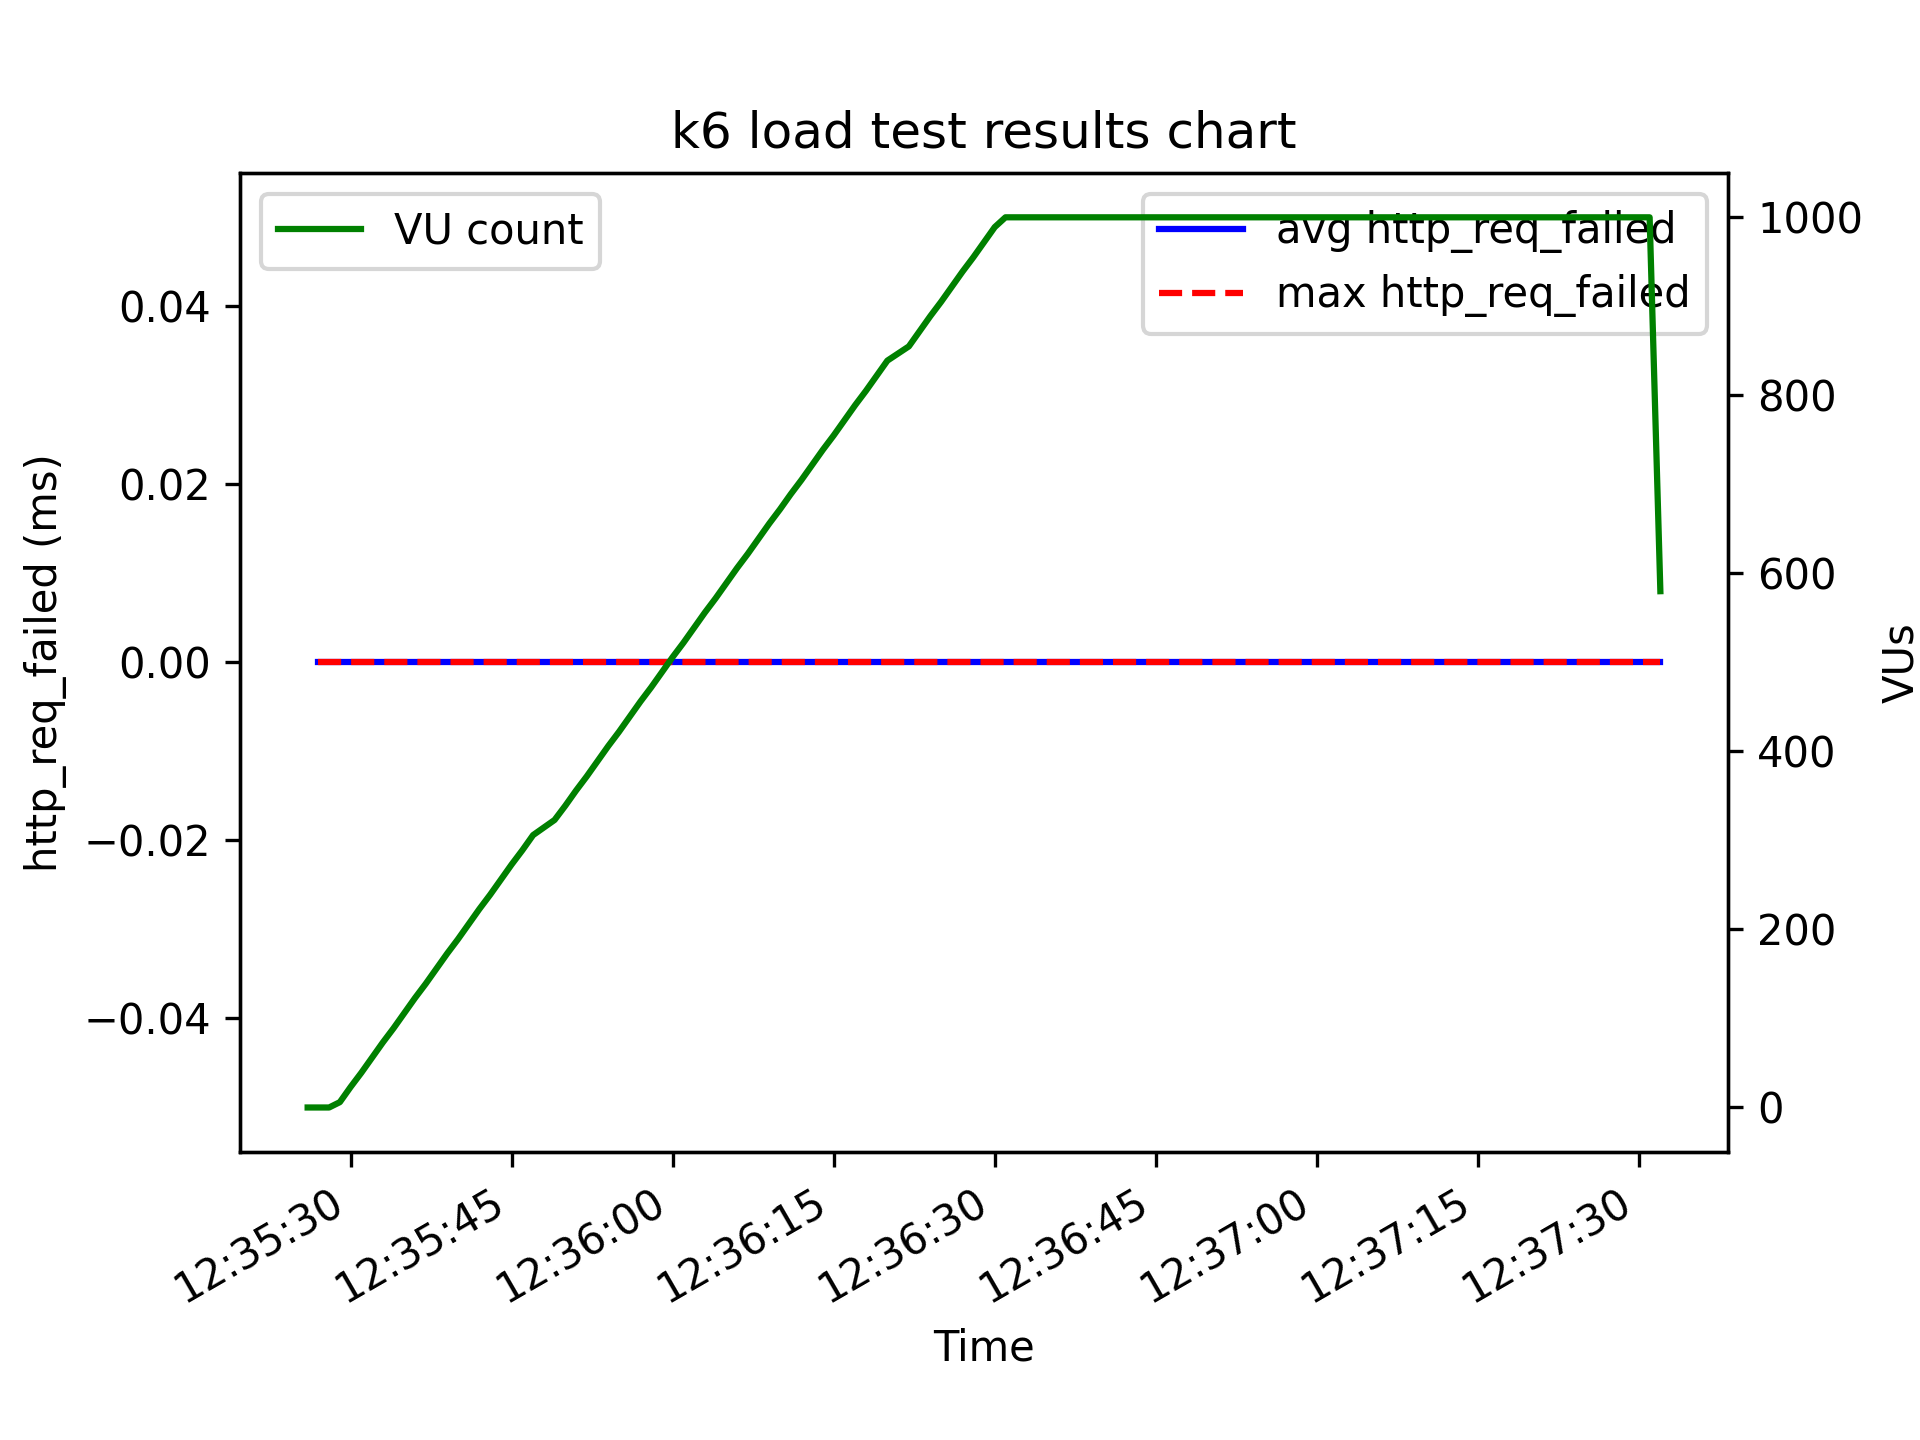 k6 load test results chart
VU count
avg http_req_failed
max http_req_failed
http_req_failed (ms)
0.04
0.02
0.00
−0.02
−0.04
1000
800
600
400
200
0
VUs
12:35:30
12:35:45
12:36:00
12:36:15
12:36:30
12:36:45
12:37:00
12:37:15
12:37:30
Time